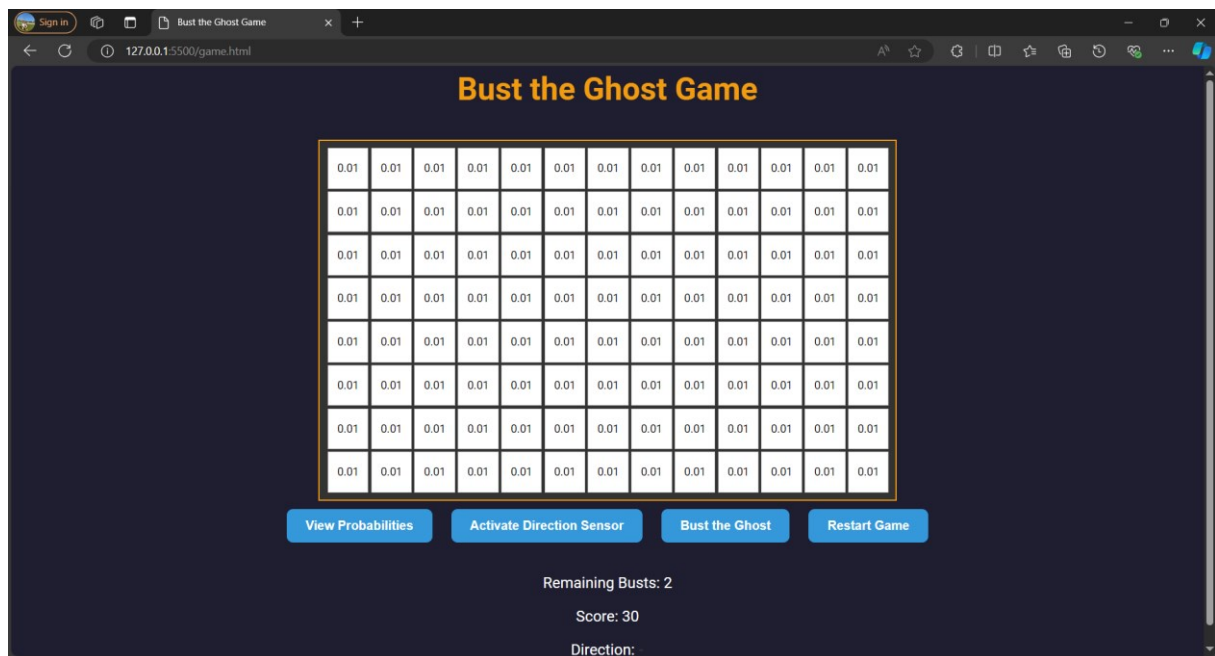 Sign in
Bust the Ghost Game
127.0.0.1:5500/game.html
Bust the Ghost Game
0.01 0.01 0.01 0.01 0.01 0.01 0.01 0.01 0.01 0.01 0.01 0.01 0.01
0.01 0.01 0.01 0.01 0.01 0.01 0.01 0.01 0.01 0.01 0.01 0.01 0.01
0.01 0.01 0.01 0.01 0.01 0.01 0.01 0.01 0.01 0.01 0.01 0.01 0.01
0.01 0.01 0.01 0.01 0.01 0.01 0.01 0.01 0.01 0.01 0.01 0.01 0.01
0.01 0.01 0.01 0.01 0.01 0.01 0.01 0.01 0.01 0.01 0.01 0.01 0.01
0.01 0.01 0.01 0.01 0.01 0.01 0.01 0.01 0.01 0.01 0.01 0.01 0.01
0.01 0.01 0.01 0.01 0.01 0.01 0.01 0.01 0.01 0.01 0.01 0.01 0.01
0.01 0.01 0.01 0.01 0.01 0.01 0.01 0.01 0.01 0.01 0.01 0.01 0.01
View Probabilities Activate Direction Sensor Bust the Ghost Restart Game
Remaining Busts: 2
Score: 30
Direction: